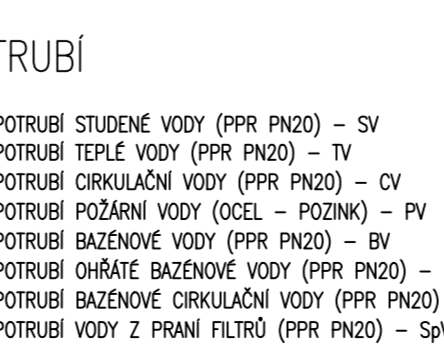 TRUBÍ
POTRUBÍ STUDENÉ VODY (PPR PN20) – SV
POTRUBÍ TEPLÉ VODY (PPR PN20) – TV
POTRUBÍ CIRKULAČNÍ VODY (PPR PN20) – CV
POTRUBÍ POŽÁRNÍ VODY (OCEL – POZINK) – PV
POTRUBÍ BAZÉNOVÉ VODY (PPR PN20) – BV
POTRUBÍ OHŘÁTÉ BAZÉNOVÉ VODY (PPR PN20) –
POTRUBÍ BAZÉNOVÉ CIRKULAČNÍ VODY (PPR PN20)
POTRUBÍ VODY Z PRANÍ FILTRŮ (PPR PN20) – SpV